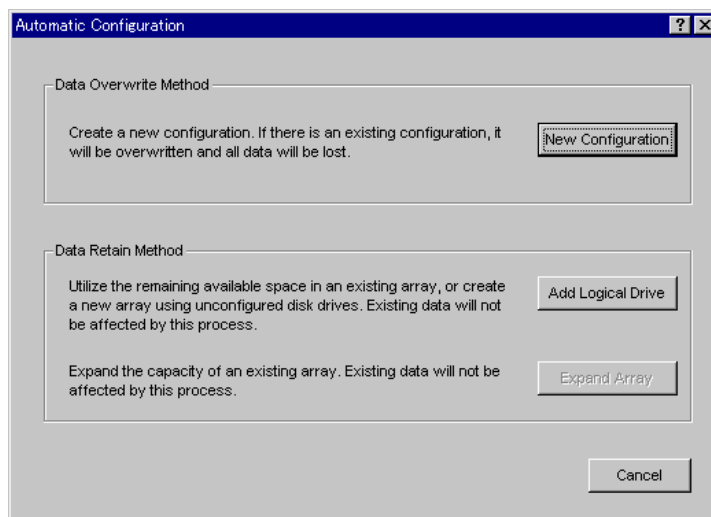 Automatic Configuration
Data Overwrite Method
Create a new configuration. If there is an existing configuration, it
will be overwritten and all data will be lost.
New Configuration
Data Retain Method
Utilize the remaining available space in an existing array, or create
a new array using unconfigured disk drives. Existing data will not
be affected by this process.
Add Logical Drive
Expand the capacity of an existing array. Existing data will not be
affected by this process.
Expand Array
Cancel